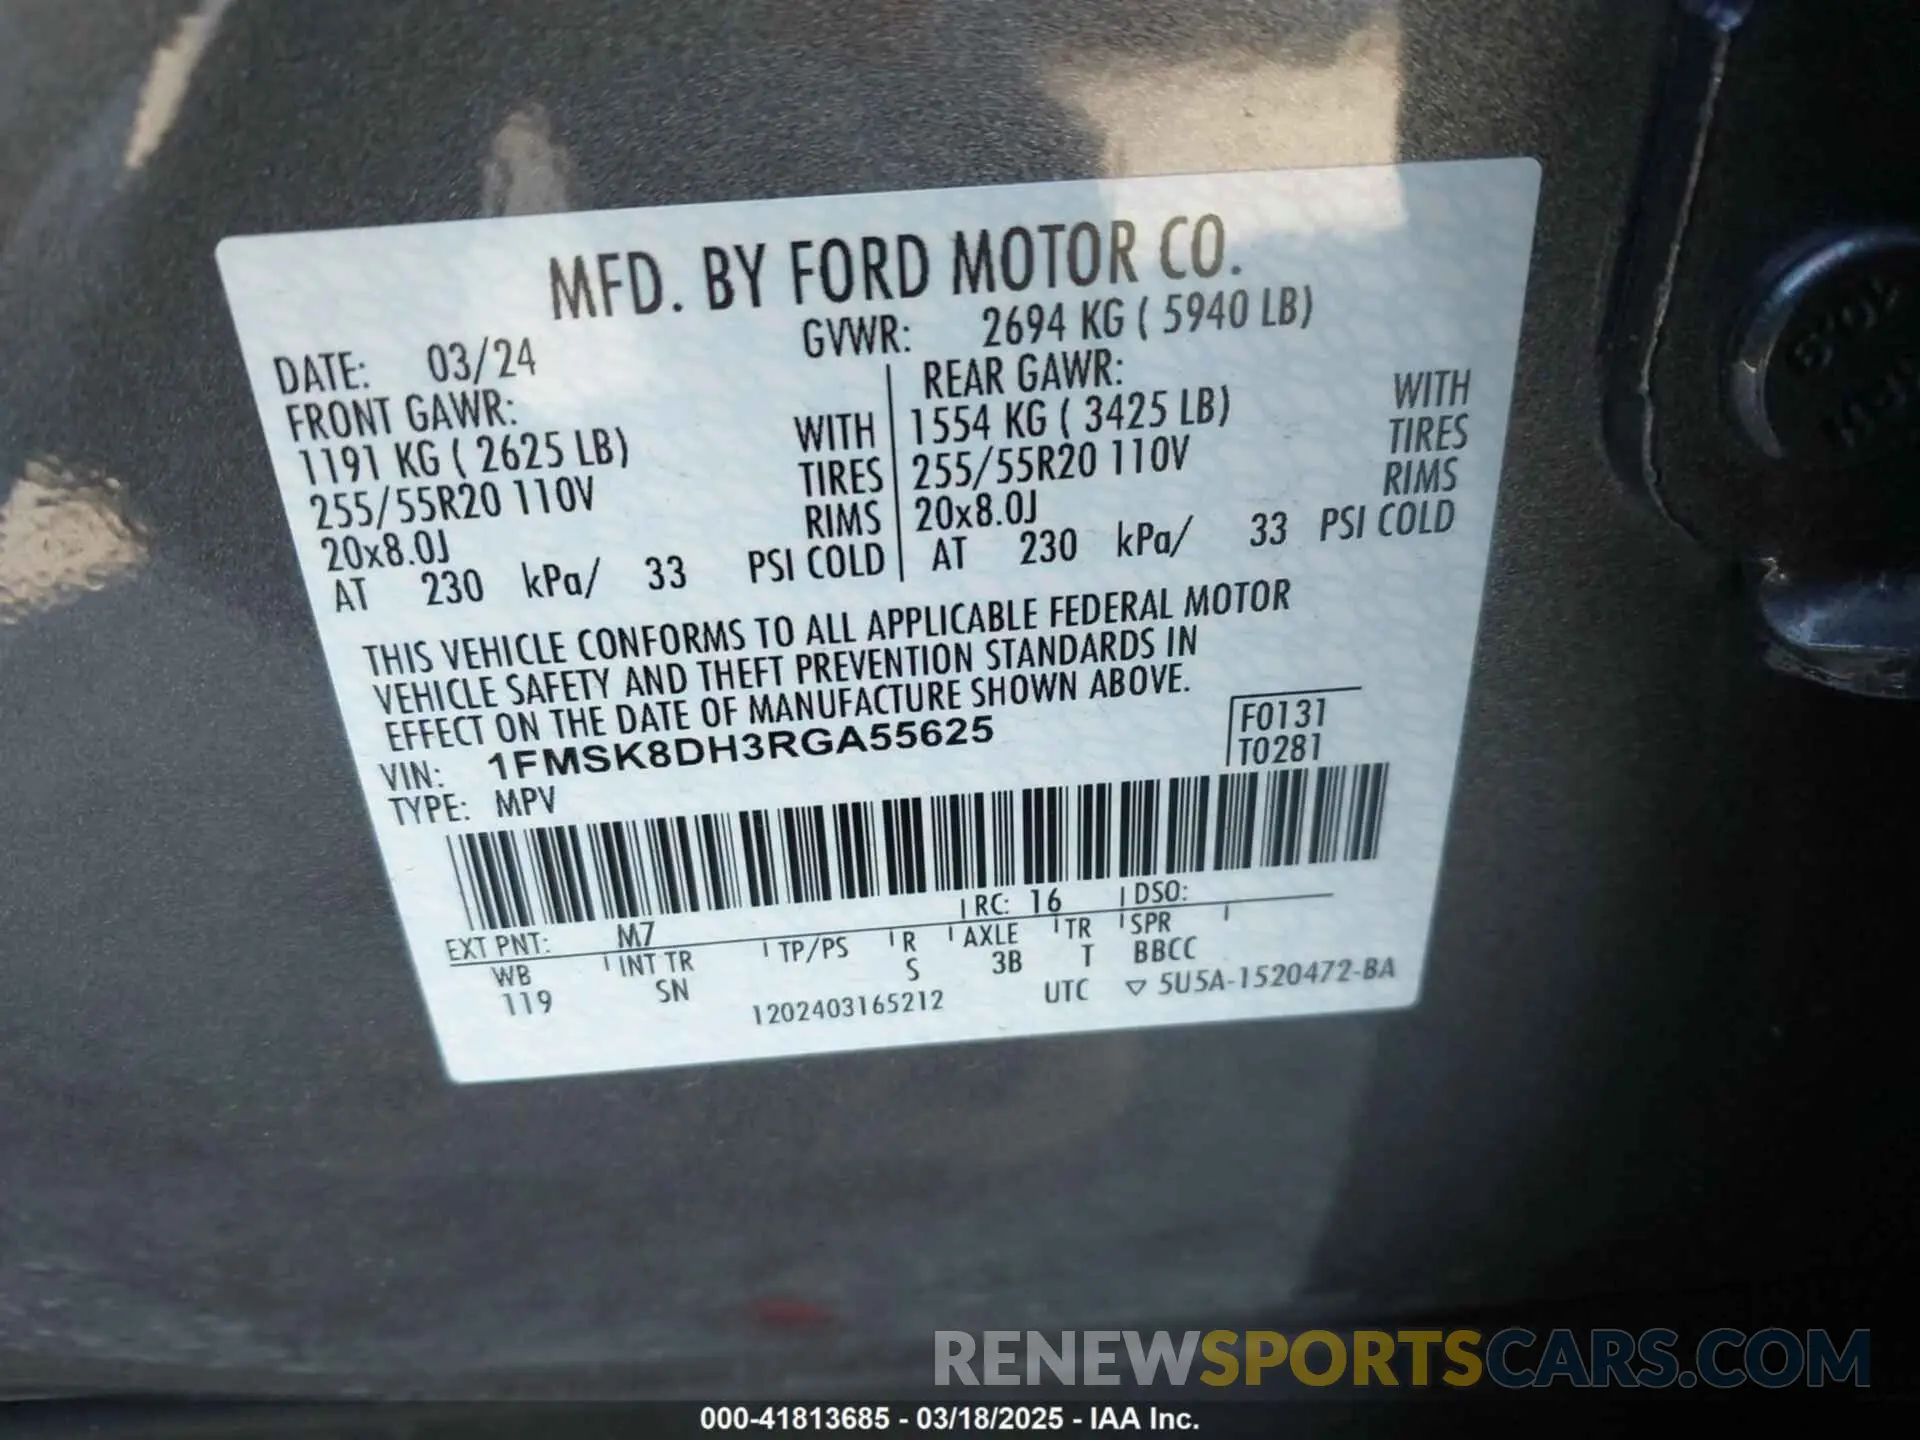 MFD. BY FORD MOTOR CO.
DATE: 03/24 GVWR: 2694 KG ( 5940 LB)
FRONT GAWR: REAR GAWR:
1191 KG ( 2625 LB) WITH 1554 KG ( 3425 LB) WITH
255/55R20 110V TIRES 255/55R20 110V TIRES
20x8.0J RIMS 20x8.0J RIMS
AT 230 kPa/ 33 PSI COLD AT 230 kPa/ 33 PSI COLD
THIS VEHICLE CONFORMS TO ALL APPLICABLE FEDERAL MOTOR
VEHICLE SAFETY AND THEFT PREVENTION STANDARDS IN
EFFECT ON THE DATE OF MANUFACTURE SHOWN ABOVE.
VIN: 1FMSK8DH3RGA55625 F0131
TYPE: MPV T0281
EXT PNT: M7 RC: 16 DSO:
WB INT TR TP/PS R AXLE TR SPR
119 SN S 3B T BBCC
1202403165212 UTC ▽ 5U5A-1520472-BA
RENEWSPORTSCARS.COM
000-41813685 - 03/18/2025 - IAA Inc.